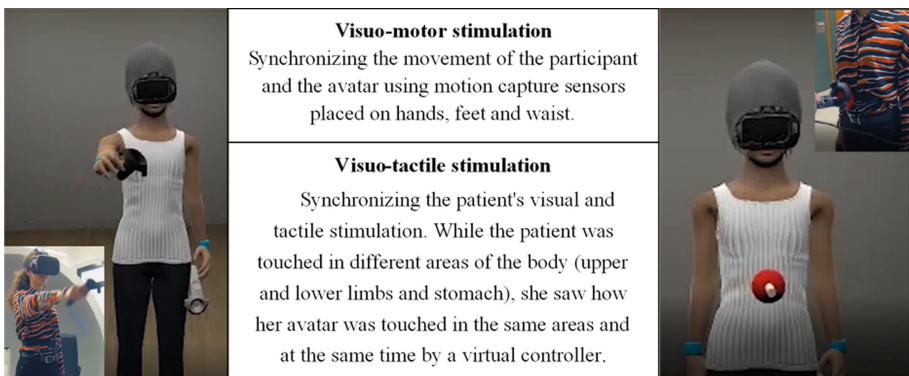 Visuo-motor stimulation
Synchronizing the movement of the participant
and the avatar using motion capture sensors
placed on hands, feet and waist.
Visuo-tactile stimulation
Synchronizing the patient's visual and
tactile stimulation. While the patient was
touched in different areas of the body (upper
and lower limbs and stomach), she saw how
her avatar was touched in the same areas and
at the same time by a virtual controller.